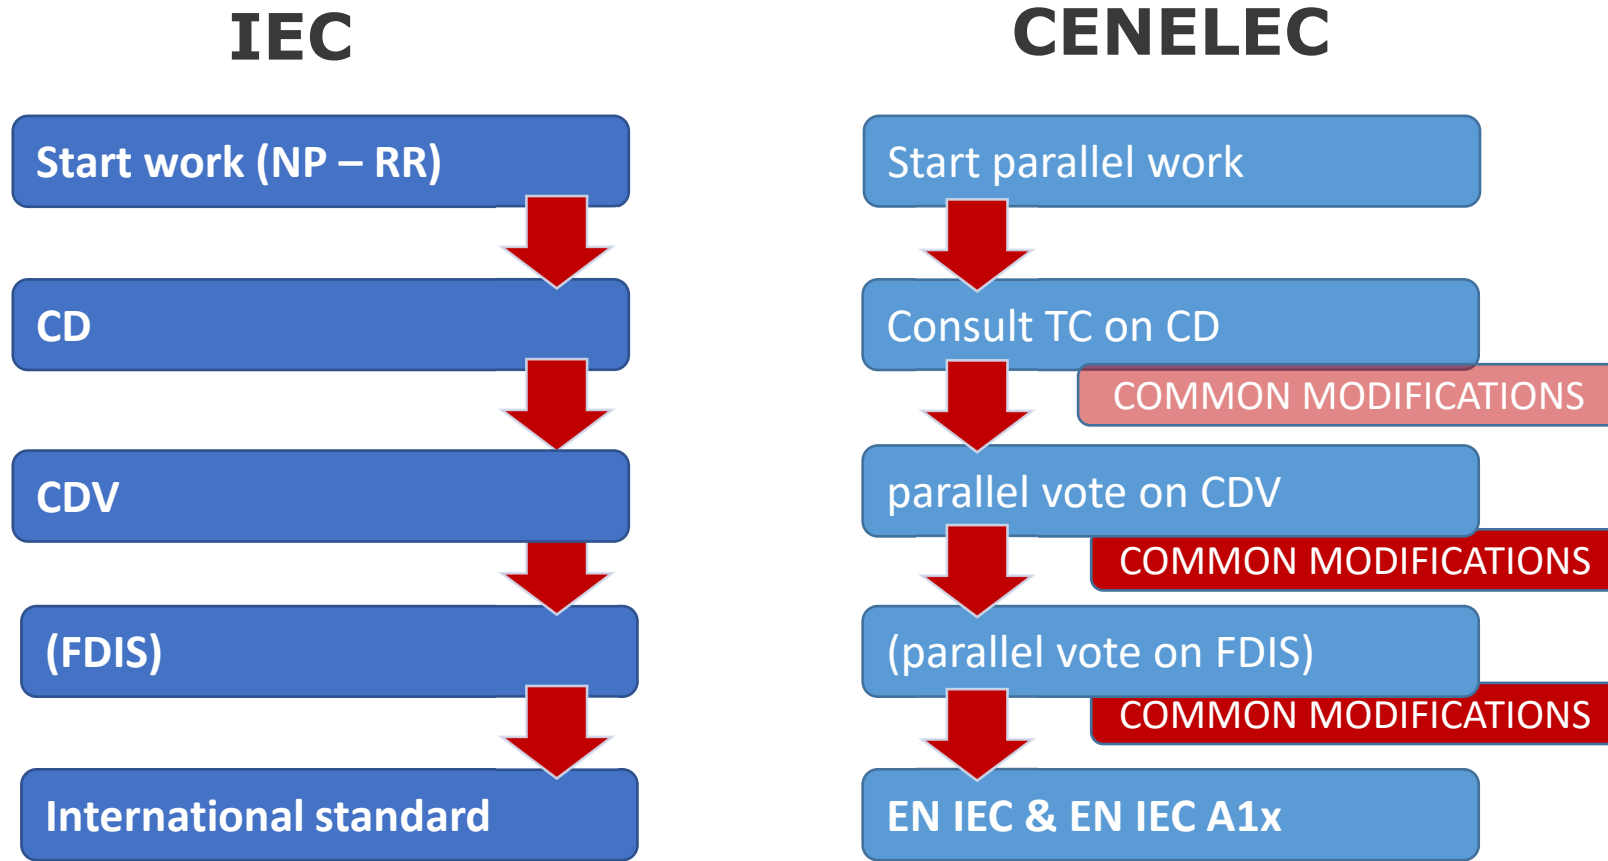 IEC
CENELEC
Start work (NP – RR)
Start parallel work
CD
Consult TC on CD
COMMON MODIFICATIONS
CDV
parallel vote on CDV
COMMON MODIFICATIONS
(FDIS)
(parallel vote on FDIS)
COMMON MODIFICATIONS
International standard
EN IEC & EN IEC A1x